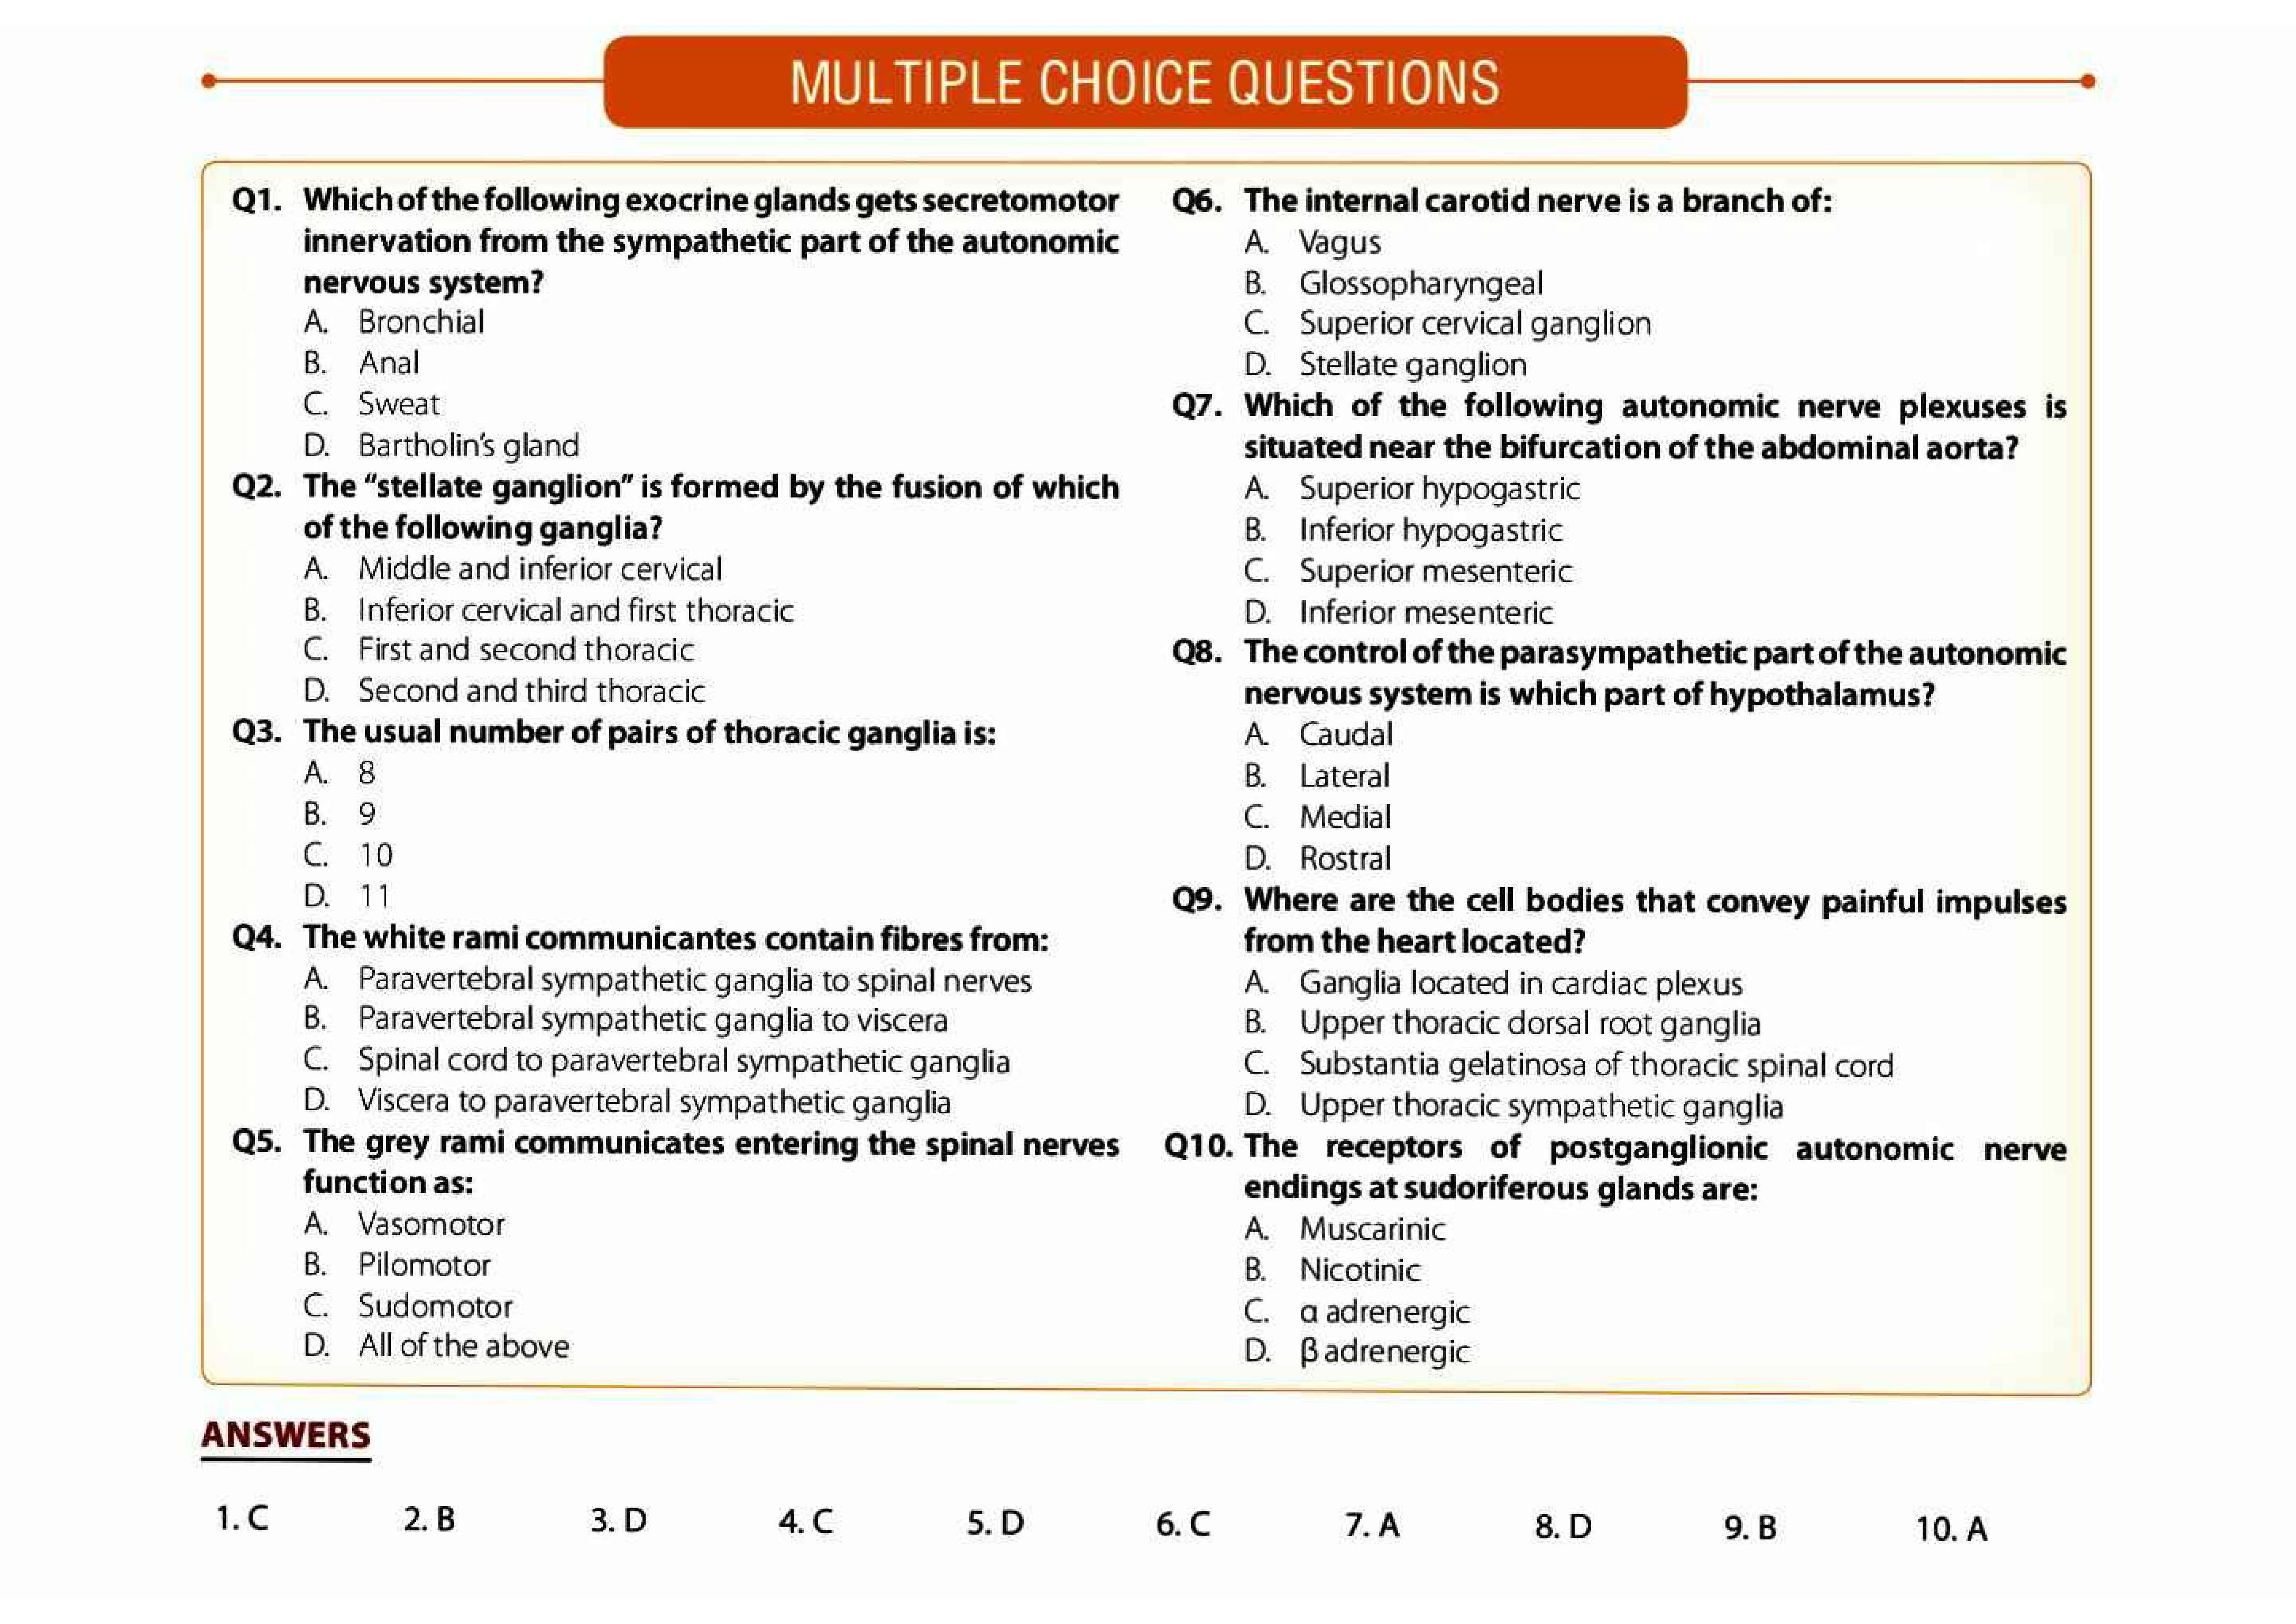 MULTIPLE CHOICE QUESTIONS
Q1. Which of the following exocrine glands gets secretomotor
innervation from the sympathetic part of the autonomic
nervous system?
A. Bronchial
B. Anal
C. Sweat
D. Bartholin's gland
Q2. The "stellate ganglion" is formed by the fusion of which
of the following ganglia?
A. Middle and inferior cervical
B. Inferior cervical and first thoracic
C. First and second thoracic
D. Second and third thoracic
Q3. The usual number of pairs of thoracic ganglia is:
A. 8
B. 9
C. 10
D. 11
Q4. The white rami communicantes contain fibres from:
A. Paravertebral sympathetic ganglia to spinal nerves
B. Paravertebral sympathetic ganglia to viscera
C. Spinal cord to paravertebral sympathetic ganglia
D. Viscera to paravertebral sympathetic ganglia
Q5. The grey rami communicates entering the spinal nerves
function as:
A. Vasomotor
B. Pilomotor
C. Sudomotor
D. All of the above
Q6. The internal carotid nerve is a branch of:
A. Vagus
B. Glossopharyngeal
C. Superior cervical ganglion
D. Stellate ganglion
Q7. Which of the following autonomic nerve plexuses is
situated near the bifurcation of the abdominal aorta?
A. Superior hypogastric
B. Inferior hypogastric
C. Superior mesenteric
D. Inferior mesenteric
Q8. The control of the parasympathetic part of the autonomic
nervous system is which part of hypothalamus?
A. Caudal
B. Lateral
C. Medial
D. Rostral
Q9. Where are the cell bodies that convey painful impulses
from the heart located?
A. Ganglia located in cardiac plexus
B. Upper thoracic dorsal root ganglia
C. Substantia gelatinosa of thoracic spinal cord
D. Upper thoracic sympathetic ganglia
Q10. The receptors of postganglionic autonomic nerve
endings at sudoriferous glands are:
A. Muscarinic
B. Nicotinic
C. α adrenergic
D. β adrenergic
ANSWERS
1. C 2. B 3. D 4. C 5. D 6. C 7. A 8. D 9. B 10. A